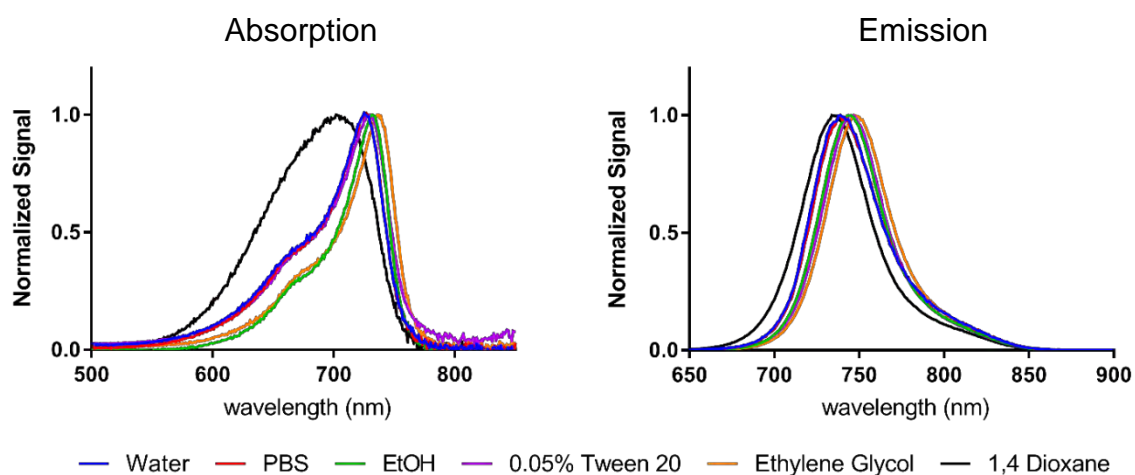 Absorption
Normalized Signal
1.0
0.5
0.0
500 600 700 800
wavelength (nm)
Emission
Normalized Signal
1.0
0.5
0.0
650 700 750 800 850 900
wavelength (nm)
Water PBS EtOH 0.05% Tween 20 Ethylene Glycol 1,4 Dioxane